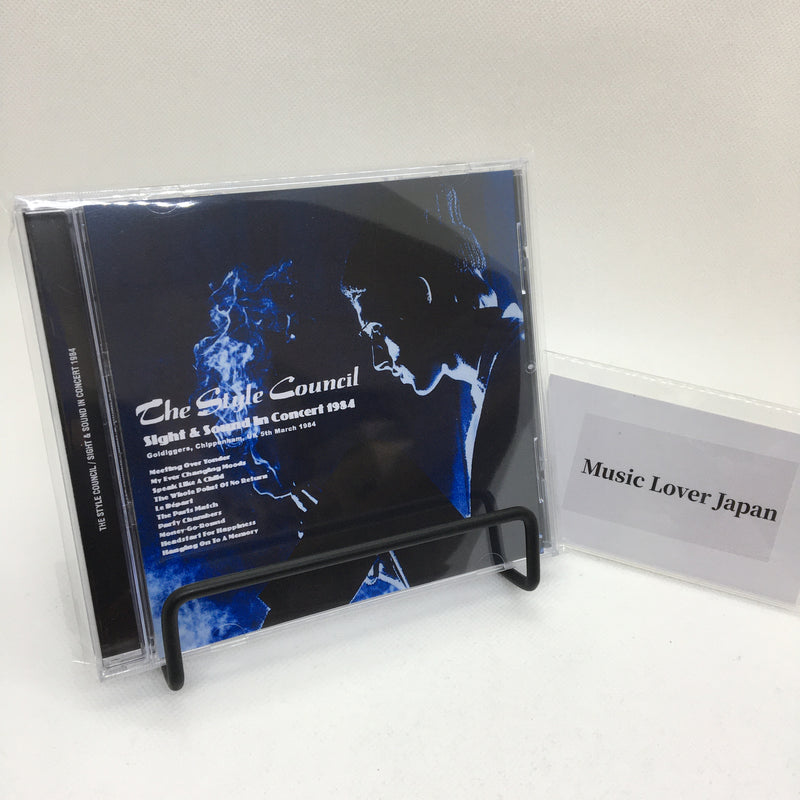 THE STYLE COUNCIL / SIGHT & SOUND IN CONCERT 1984
The Style Council
Sight & Sound In Concert 1984
Goldiggers, Chippenham, UK 5th March 1984
Meeting Over Yonder
My Ever Changing Moods
Speak Like A Child
The Whole Point Of No Return
Le Départ
The Paris Match
Party Chambers
Money-Go-Round
Headstart For Happiness
Hanging On To A Memory
Music Lover Japan